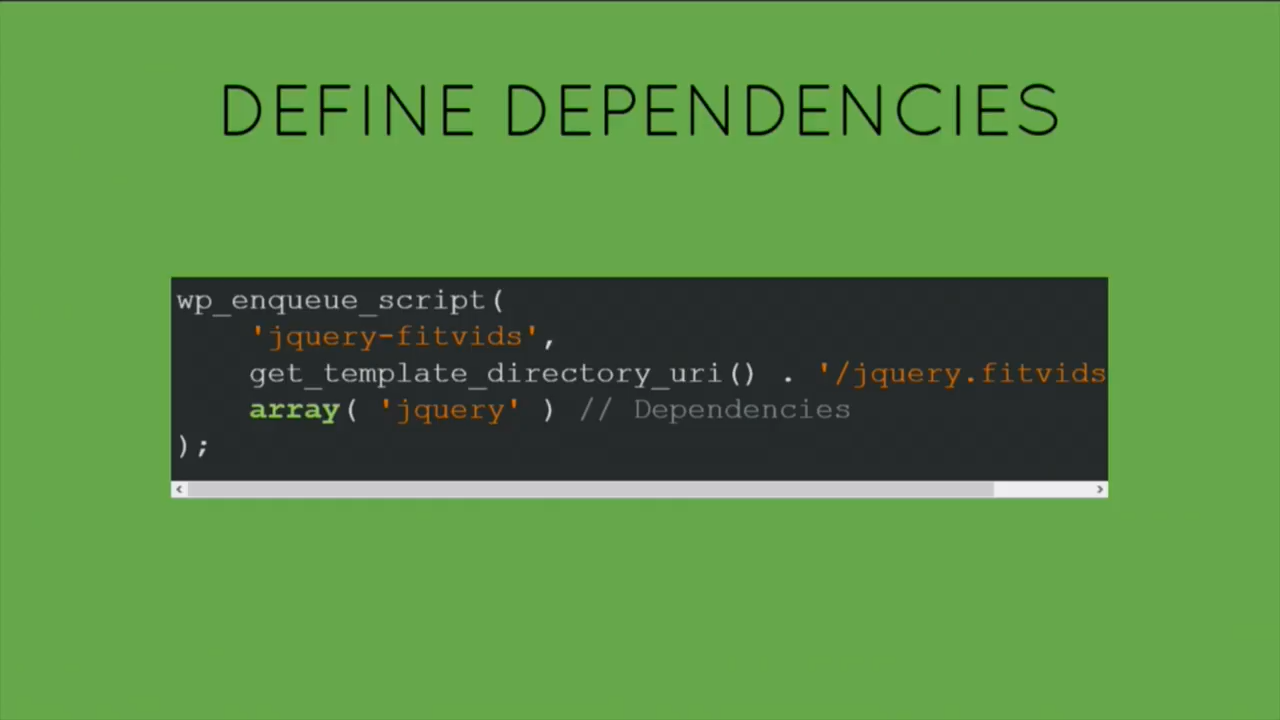 DEFINE DEPENDENCIES
wp_enqueue_script(
'jquery-fitvids',
get_template_directory_uri() . '/jquery.fitvids
array( 'jquery' ) // Dependencies
);